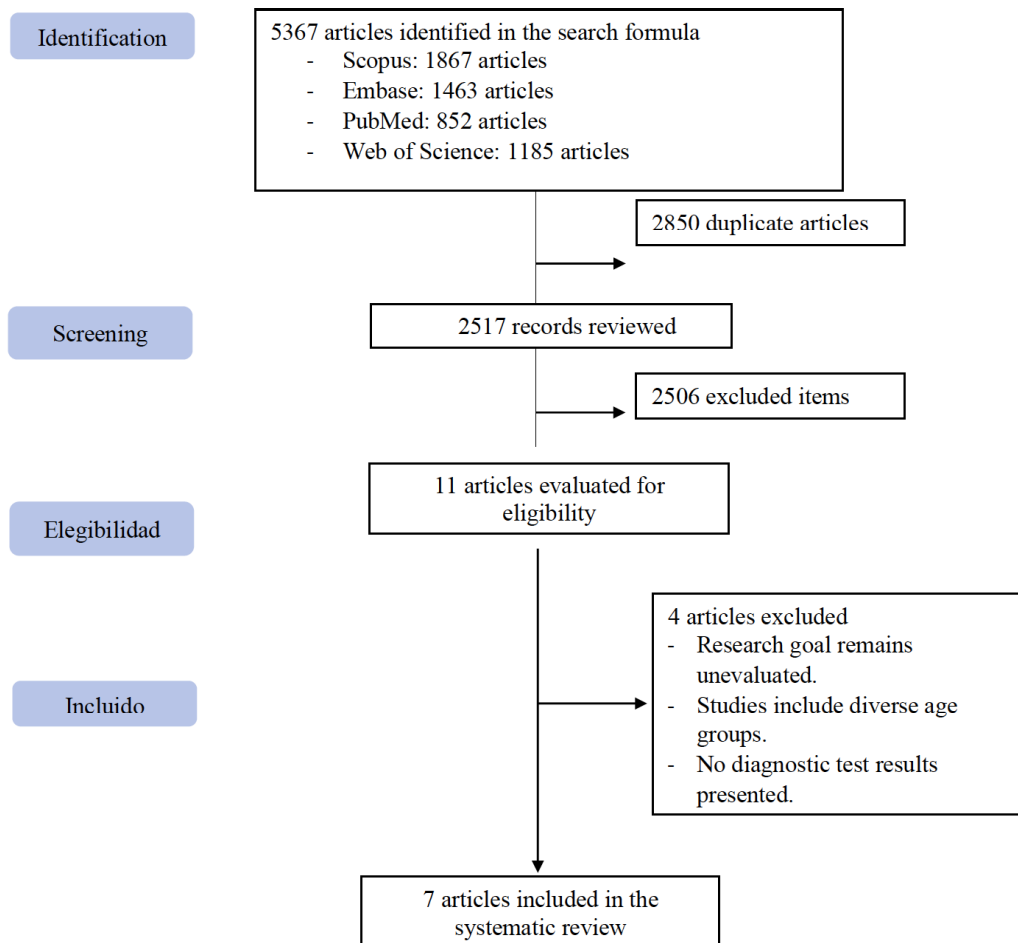 Identification
5367 articles identified in the search formula
- Scopus: 1867 articles
- Embase: 1463 articles
- PubMed: 852 articles
- Web of Science: 1185 articles
2850 duplicate articles
Screening
2517 records reviewed
2506 excluded items
11 articles evaluated for
eligibility
Elegibilidad
4 articles excluded
- Research goal remains
unevaluated.
- Studies include diverse age
groups.
- No diagnostic test results
presented.
Incluido
7 articles included in the
systematic review